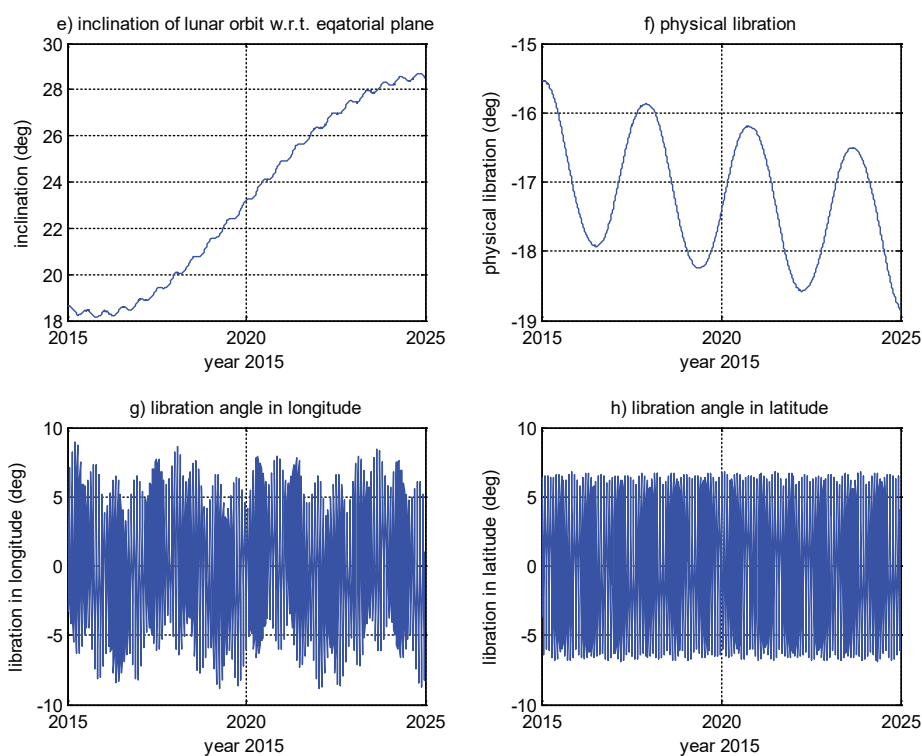 e) inclination of lunar orbit w.r.t. eqatorial plane
30
28
26
24
22
20
18
inclination (deg)
2015
2020
2025
year 2015
f) physical libration
-15
-16
-17
-18
-19
physical libration (deg)
2015
2020
2025
year 2015
g) libration angle in longitude
10
5
0
-5
-10
libration in longitude (deg)
2015
2020
2025
year 2015
h) libration angle in latitude
10
5
0
-5
-10
libration in latitude (deg)
2015
2020
2025
year 2015